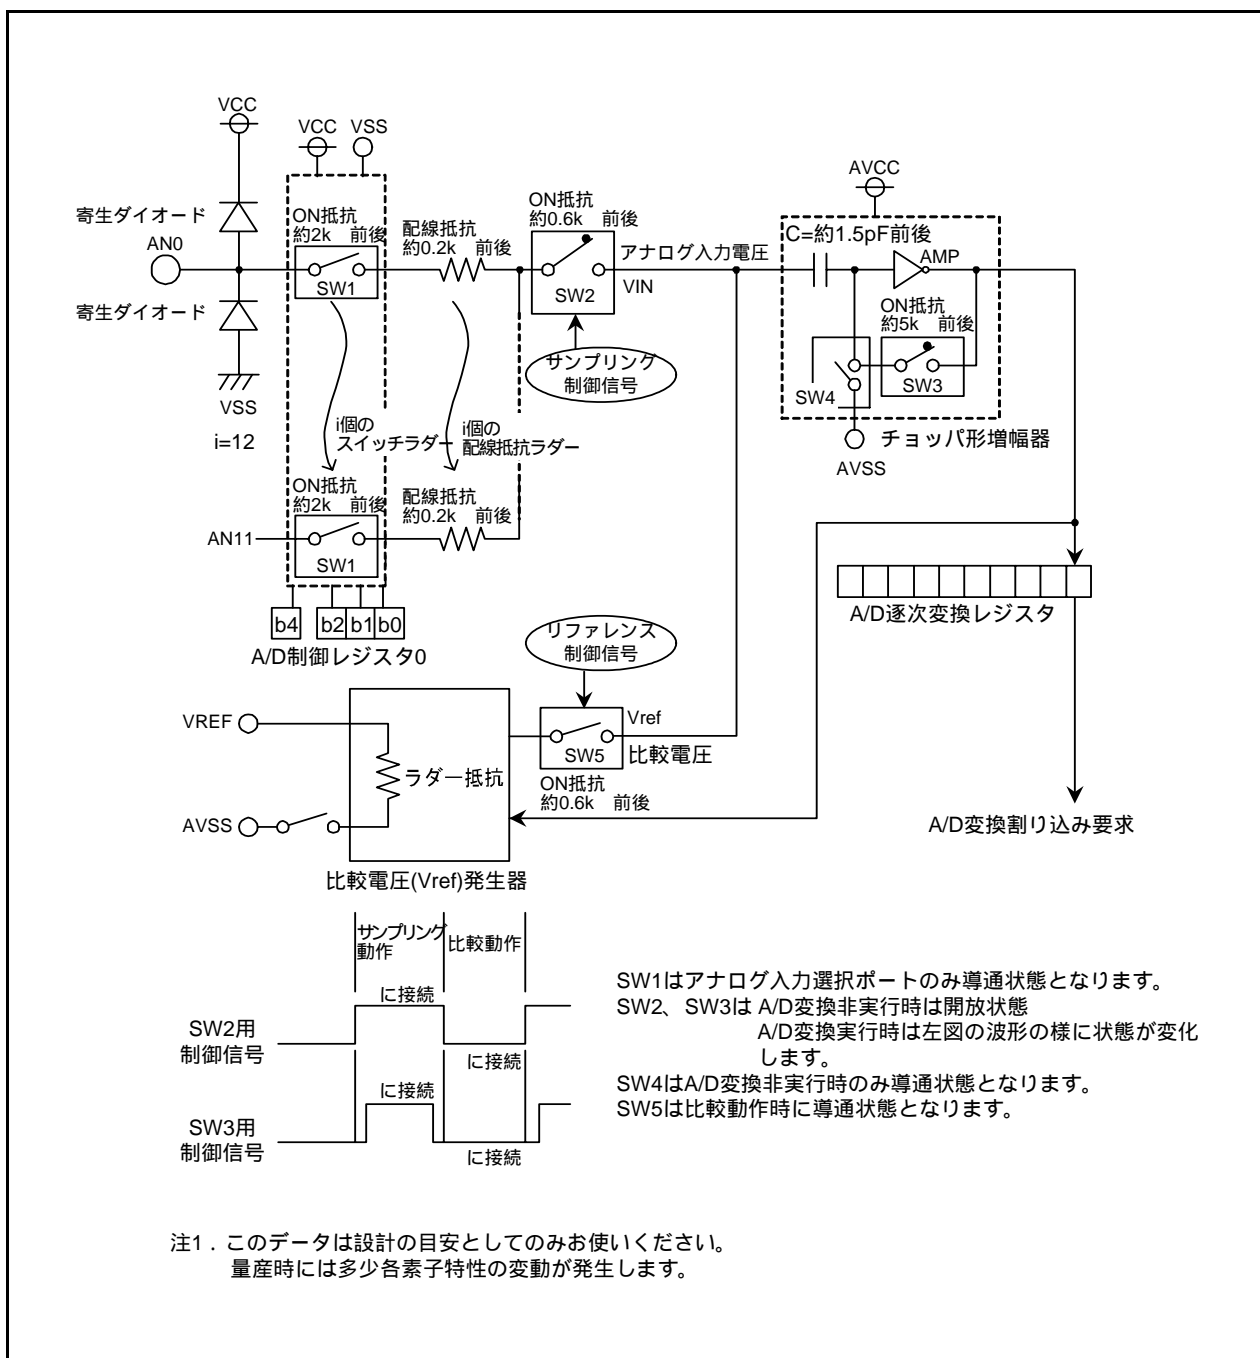 VCC
VCC VSS
寄生ダイオード
AN0
寄生ダイオード
VSS
i=12
ON抵抗
約2k 前後
SW1
配線抵抗
約0.2k 前後
ON抵抗
約0.6k 前後
SW2
アナログ入力電圧
VIN
サンプリング
制御信号
AVCC
C=約1.5pF前後
AMP
ON抵抗
約5k 前後
SW3
SW4
AVSS
チョッパ形増幅器
i個の
スイッチラダー
i個の
配線抵抗ラダー
ON抵抗
約2k 前後
AN11
SW1
配線抵抗
約0.2k 前後
b4 b2 b1 b0
A/D制御レジスタ0
A/D逐次変換レジスタ
リファレンス
制御信号
VREF
AVSS
ラダー抵抗
Vref
SW5
比較電圧
ON抵抗
約0.6k 前後
A/D変換割り込み要求
比較電圧(Vref)発生器
サンプリング
動作
比較動作
SW2用
制御信号
に接続
に接続
SW3用
制御信号
に接続
に接続
SW1はアナログ入力選択ポートのみ導通状態となります。
SW2、SW3は A/D変換非実行時は開放状態
A/D変換実行時は左図の波形の様に状態が変化
します。
SW4はA/D変換非実行時のみ導通状態となります。
SW5は比較動作時に導通状態となります。
注1．このデータは設計の目安としてのみお使いください。
量産時には多少各素子特性の変動が発生します。